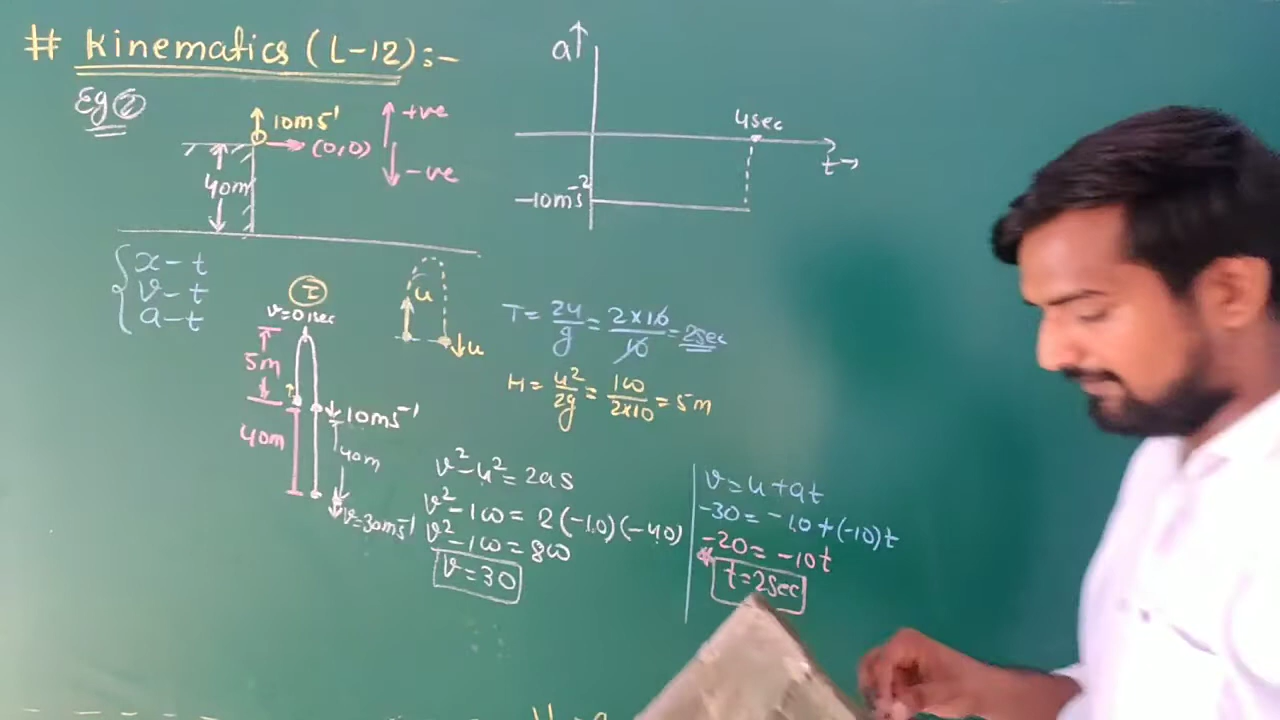 # Kinematics (L-12):-
Eg ②
10ms⁻¹
+ve
(0,0)
-ve
40m
a↑
4sec
t→
-10ms⁻²
x-t
v-t
a-t
v=0,1sec
5m
10ms⁻¹
40m
40m
v=30ms⁻¹
u
u
T= 2u/g = 2×10/10 = 2sec
H= u²/2g = 100/2×10 = 5m
v²-u²=2as
v²-100=2(-10)(-40)
v²-100=800
v=30
v=u+at
-30=-10+(-10)t
-20=-10t
t=2sec